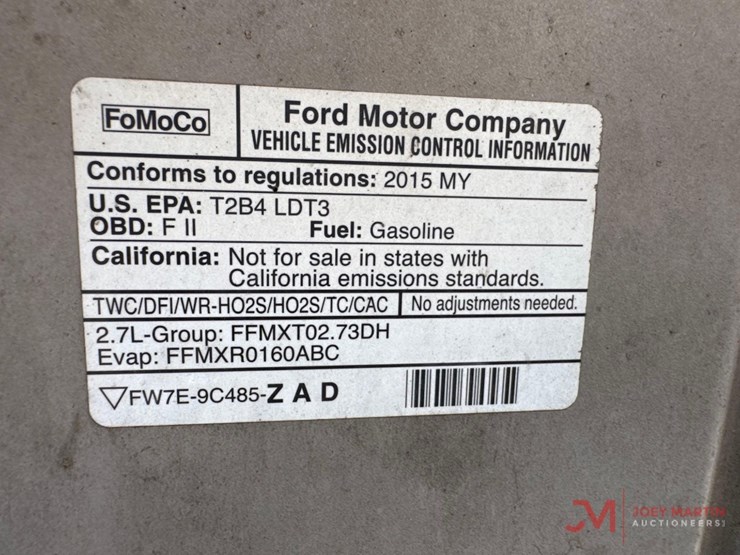 FoMoCo
Ford Motor Company
VEHICLE EMISSION CONTROL INFORMATION
Conforms to regulations: 2015 MY
U.S. EPA: T2B4 LDT3
OBD: F II Fuel: Gasoline
California: Not for sale in states with
California emissions standards.
TWC/DFI/WR-HO2S/HO2S/TC/CAC No adjustments needed.
2.7L-Group: FFMXT02.73DH
Evap: FFMXR0160ABC
FW7E-9C485-Z A D
JM
JOEY MARTIN
AUCTIONEERS